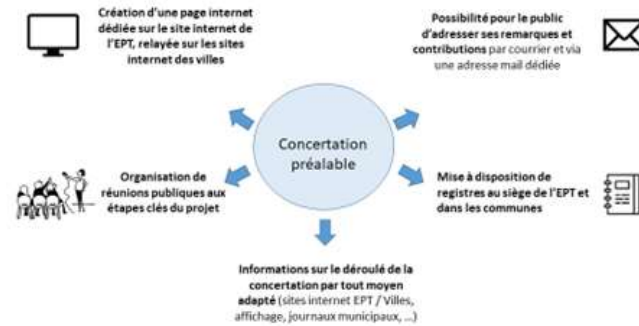 Création d'une page internet
dédiée sur le site internet de
l'EPT, relayée sur les sites
internet des villes
Possibilité pour le public
d'adresser ses remarques et
contributions par courrier et via
une adresse mail dédiée
Concertation
préalable
Organisation de
réunions publiques aux
étapes clés du projet
Mise à disposition de
registres au siège de l'EPT et
dans les communes
Informations sur le déroulé de la
concertation par tout moyen
adapté (sites internet EPT / Villes,
affichage, journaux municipaux, ...)